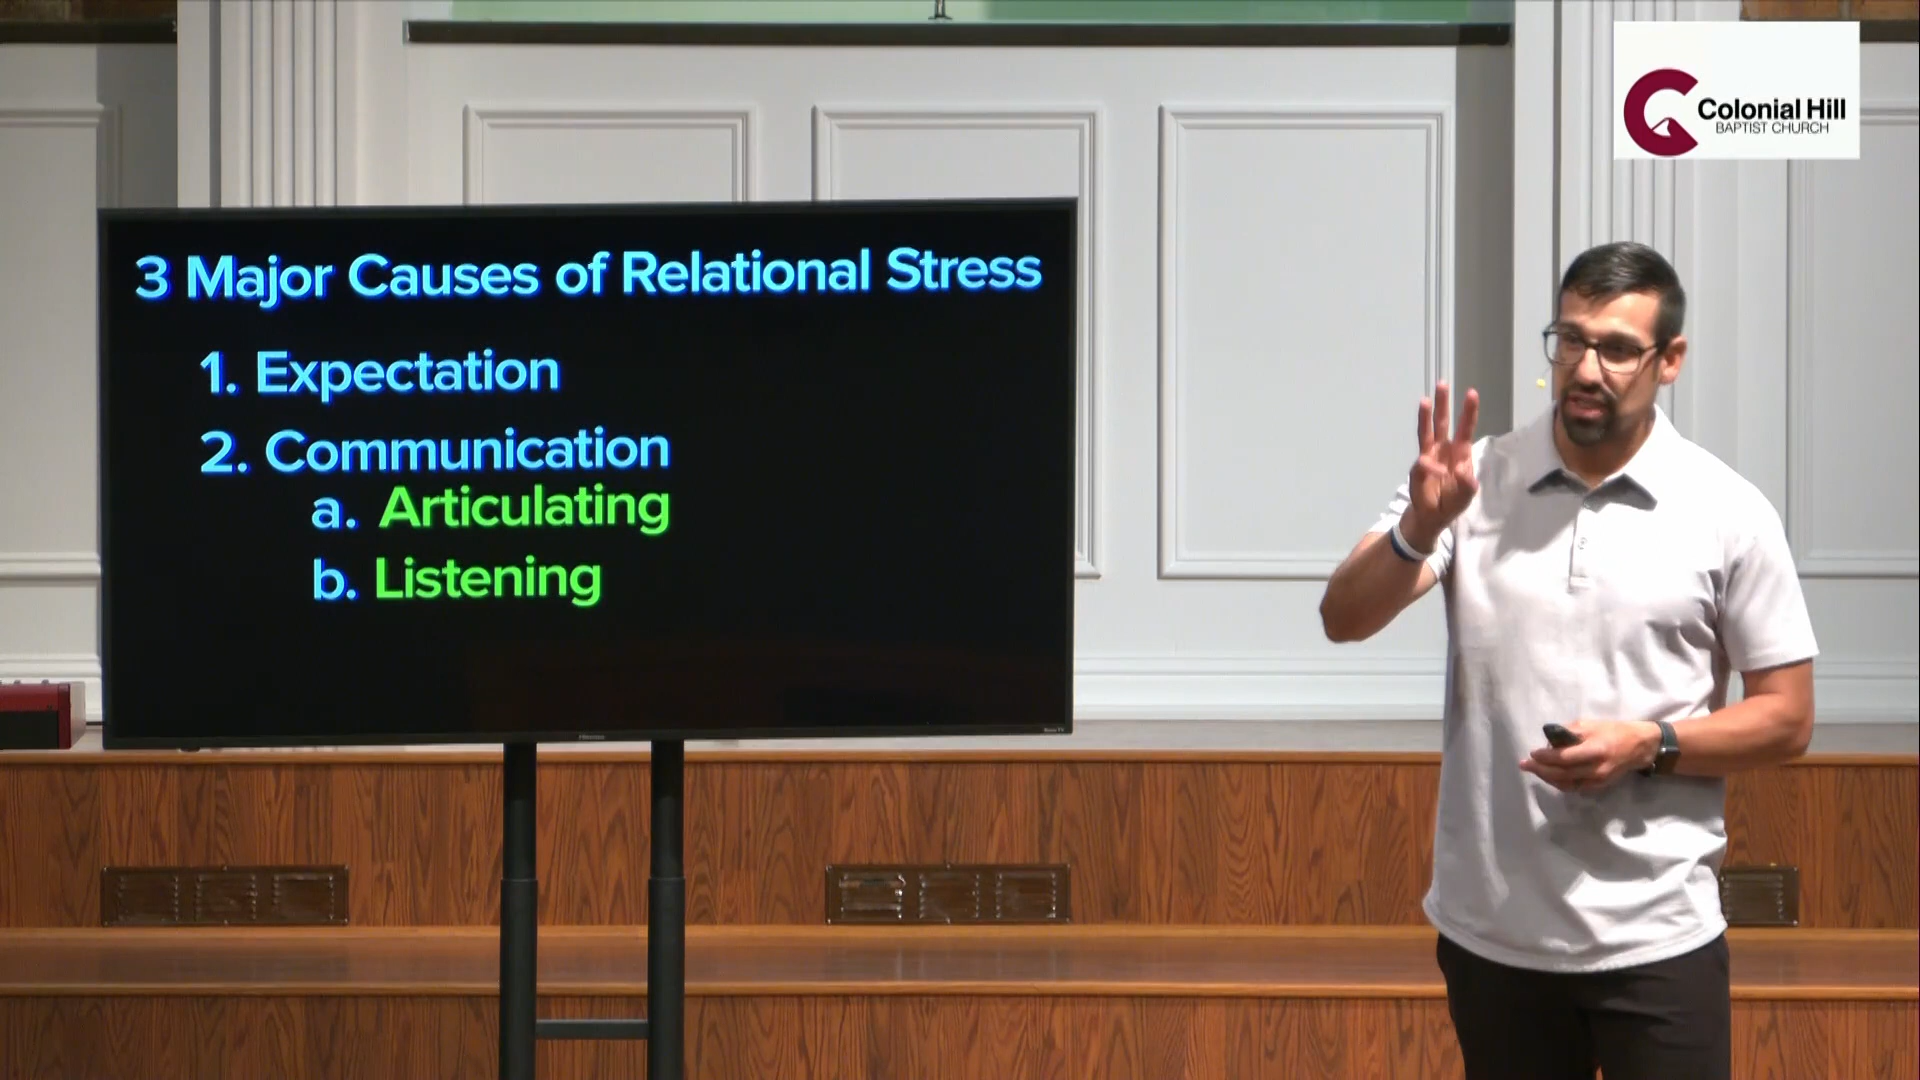 Colonial Hill
BAPTIST CHURCH
3 Major Causes of Relational Stress
1. Expectation
2. Communication
a. Articulating
b. Listening